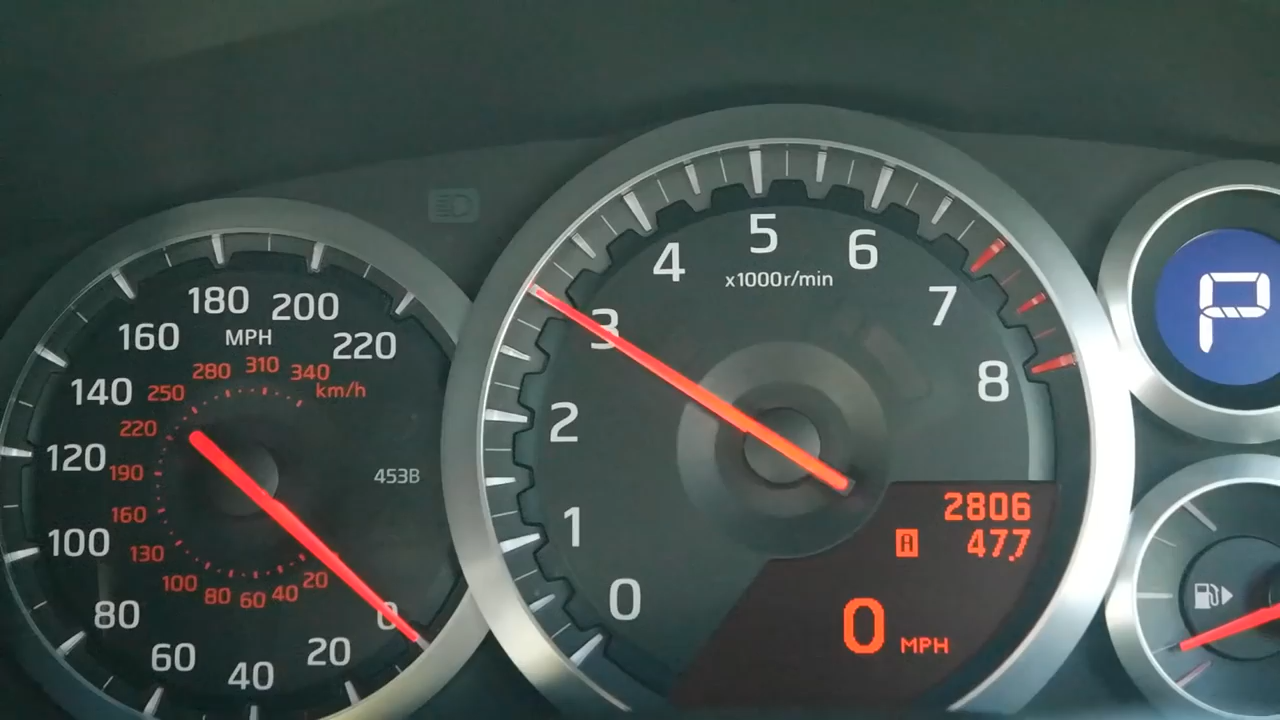 180 200
160 MPH 220
140 280 310 340
250 km/h
120 220
190 453B
160
100 130
100 80 60 40 20
80 0
60 40 20
5
4 6
x1000r/min
3 7
8
2
1
0
2806
A 47.7
0 MPH
P